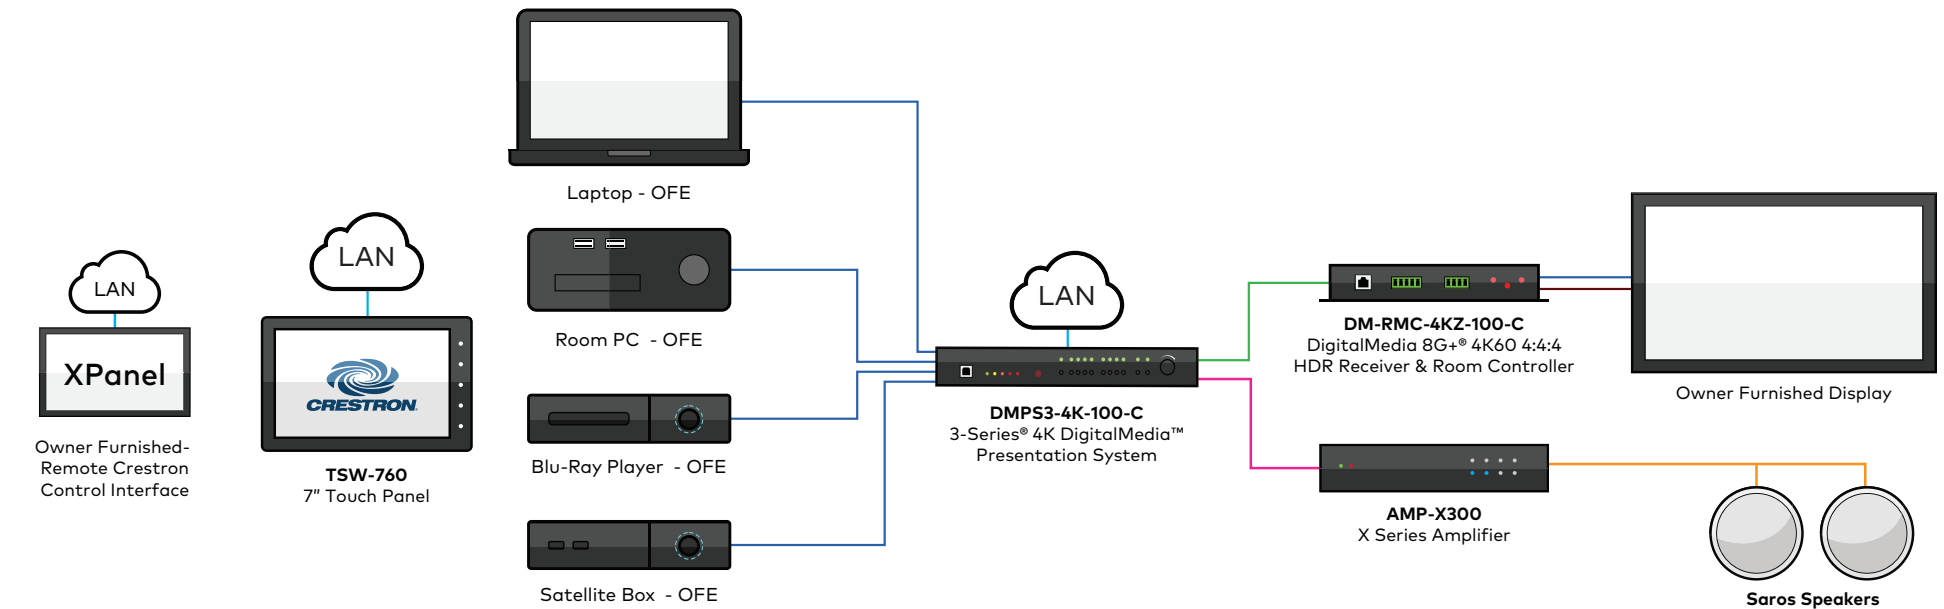 LAN
XPanel
Owner Furnished-
Remote Crestron
Control Interface
LAN
CRESTRON
TSW-760
7” Touch Panel
Laptop - OFE
Room PC - OFE
Blu-Ray Player - OFE
Satellite Box - OFE
LAN
DMPS3-4K-100-C
3-Series® 4K DigitalMedia™
Presentation System
DM-RMC-4KZ-100-C
DigitalMedia 8G+® 4K60 4:4:4
HDR Receiver & Room Controller
Owner Furnished Display
AMP-X300
X Series Amplifier
Saros Speakers